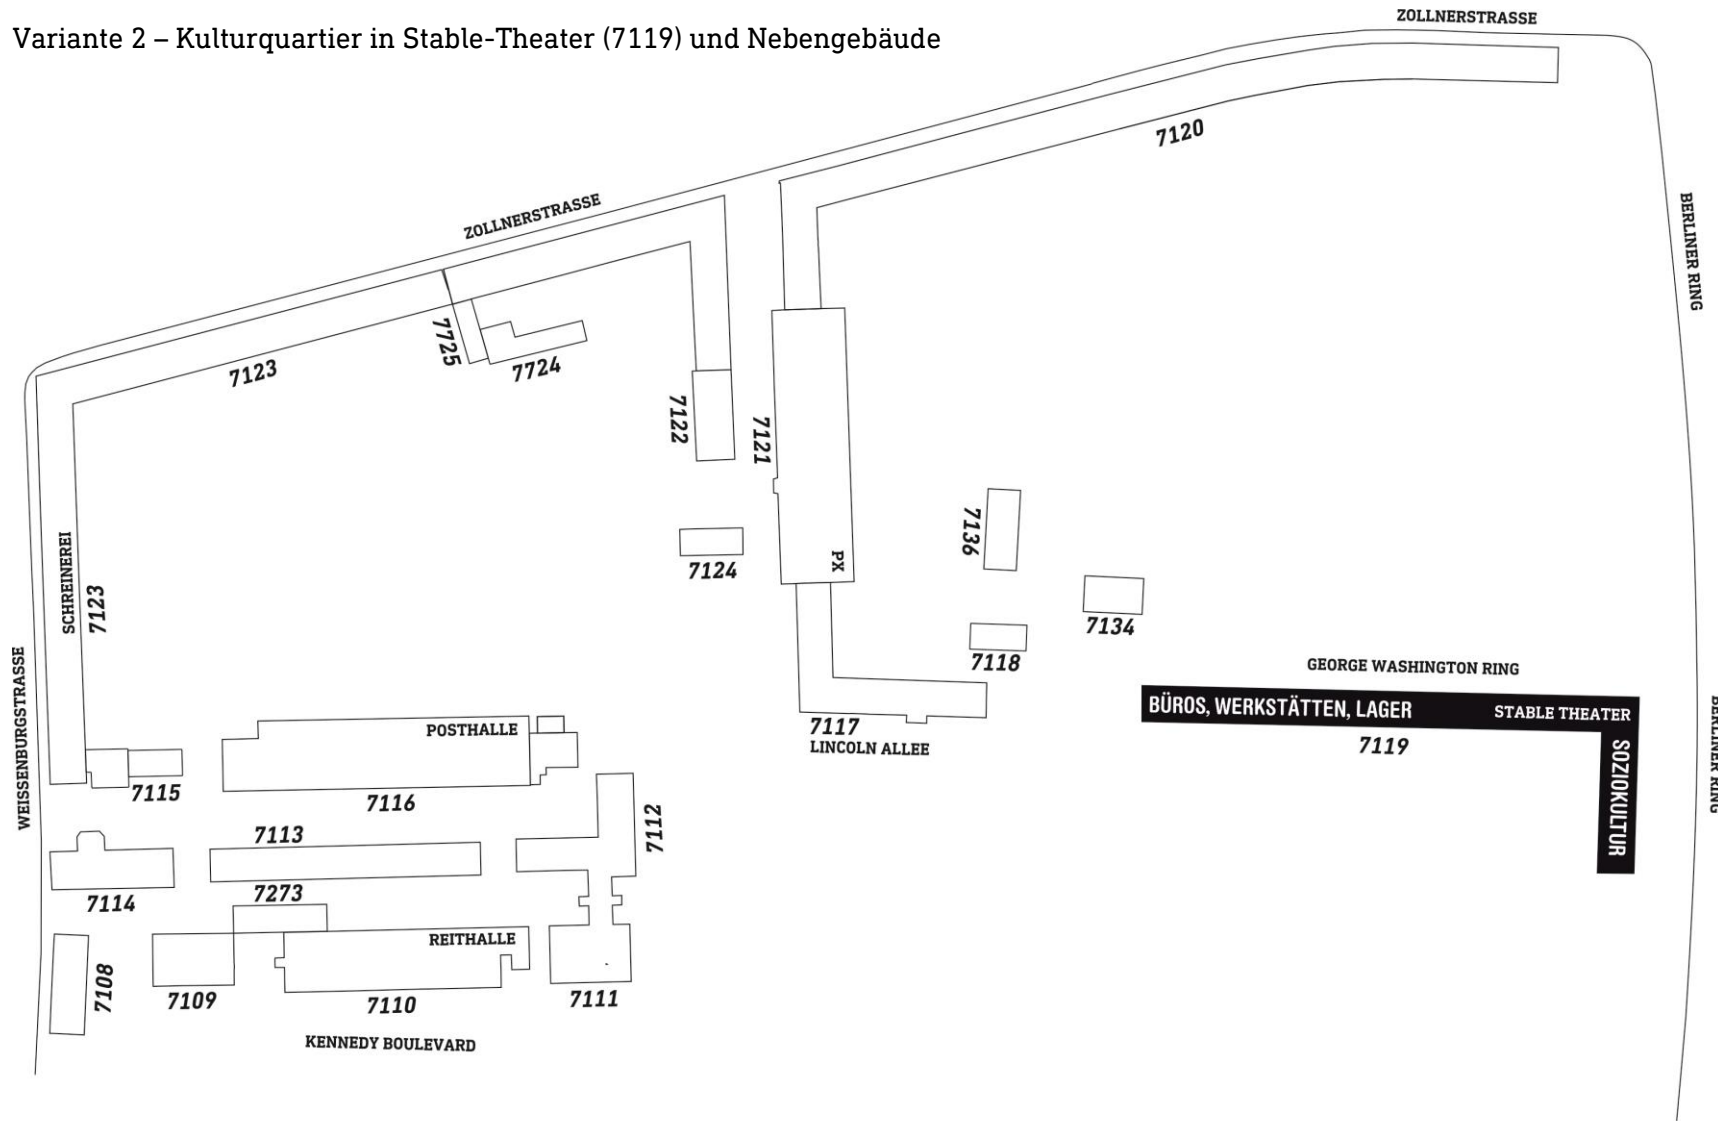 ZOLLNERSTRASSE
Variante 2 – Kulturquartier in Stable-Theater (7119) und Nebengebäude
7120
ZOLLNERSTRASSE
BERLINER RING
7725
7724
7123
7122
7121
7136
PX
SCHREINEREI
7123
7124
7134
7118
GEORGE WASHINGTON RING
WEISSENBURGSTRASSE
BÜROS, WERKSTÄTTEN, LAGER
STABLE THEATER
7119
SOZIOKULTUR
BERLINER RING
7117
LINCOLN ALLEE
POSTHALLE
7115
7116
7112
7113
7114
7273
REITHALLE
7108
7109
7110
7111
KENNEDY BOULEVARD